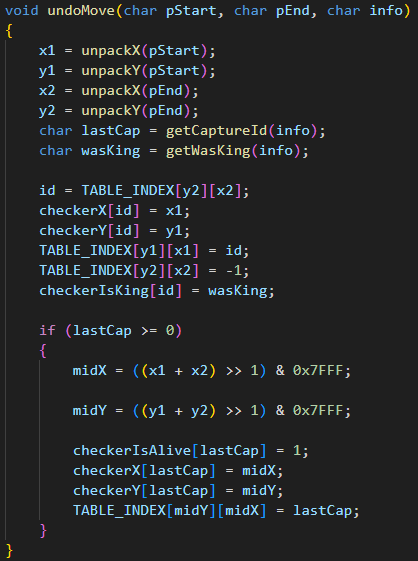 void undoMove(char pStart, char pEnd, char info)
{
    x1 = unpackX(pStart);
    y1 = unpackY(pStart);
    x2 = unpackX(pEnd);
    y2 = unpackY(pEnd);
    char lastCap = getCaptureId(info);
    char wasKing = getWasKing(info);

    id = TABLE_INDEX[y2][x2];
    checkerX[id] = x1;
    checkerY[id] = y1;
    TABLE_INDEX[y1][x1] = id;
    TABLE_INDEX[y2][x2] = -1;
    checkerIsKing[id] = wasKing;

    if (lastCap >= 0)
    {
        midX = ((x1 + x2) >> 1) & 0x7FFF;

        midY = ((y1 + y2) >> 1) & 0x7FFF;

        checkerIsAlive[lastCap] = 1;
        checkerX[lastCap] = midX;
        checkerY[lastCap] = midY;
        TABLE_INDEX[midY][midX] = lastCap;
    }
}